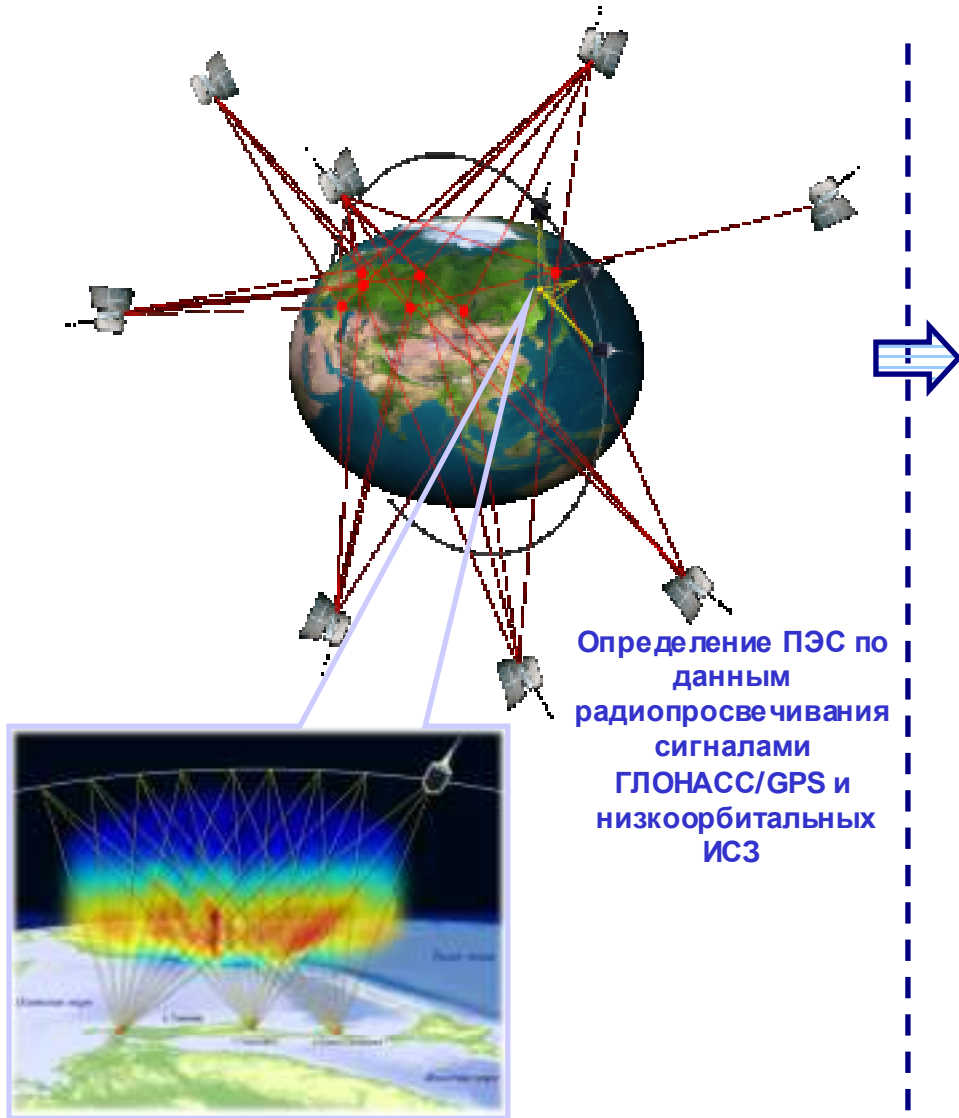 Определение ПЭС по
данным
радиопросвечивания
сигналами
ГЛОНАСС/GPS и
низкоорбитальных
ИСЗ